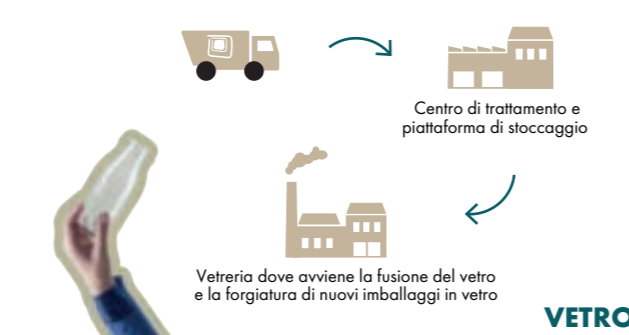 Centro di trattamento e
piattaforma di stoccaggio
Vetreria dove avviene la fusione del vetro
e la forgiatura di nuovi imballaggi in vetro
VETRO